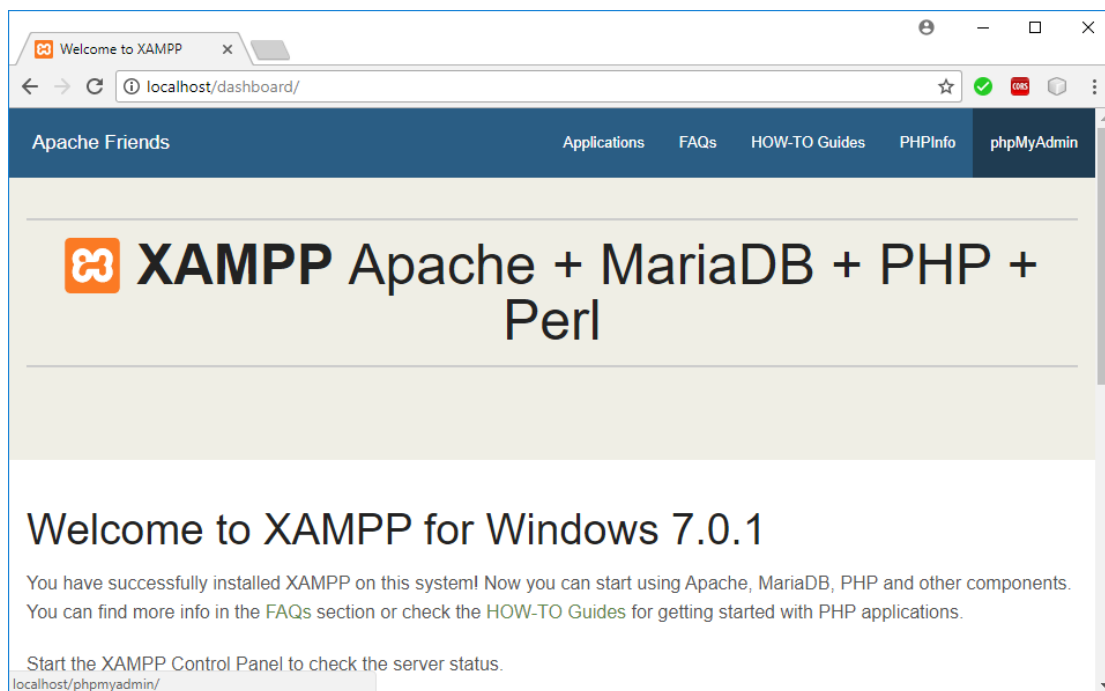 Welcome to XAMPP
localhost/dashboard/
CORS
Apache Friends
Applications FAQs HOW-TO Guides PHPInfo phpMyAdmin
XAMPP Apache + MariaDB + PHP +
Perl
Welcome to XAMPP for Windows 7.0.1
You have successfully installed XAMPP on this system! Now you can start using Apache, MariaDB, PHP and other components.
You can find more info in the FAQs section or check the HOW-TO Guides for getting started with PHP applications.
Start the XAMPP Control Panel to check the server status.
localhost/phpmyadmin/